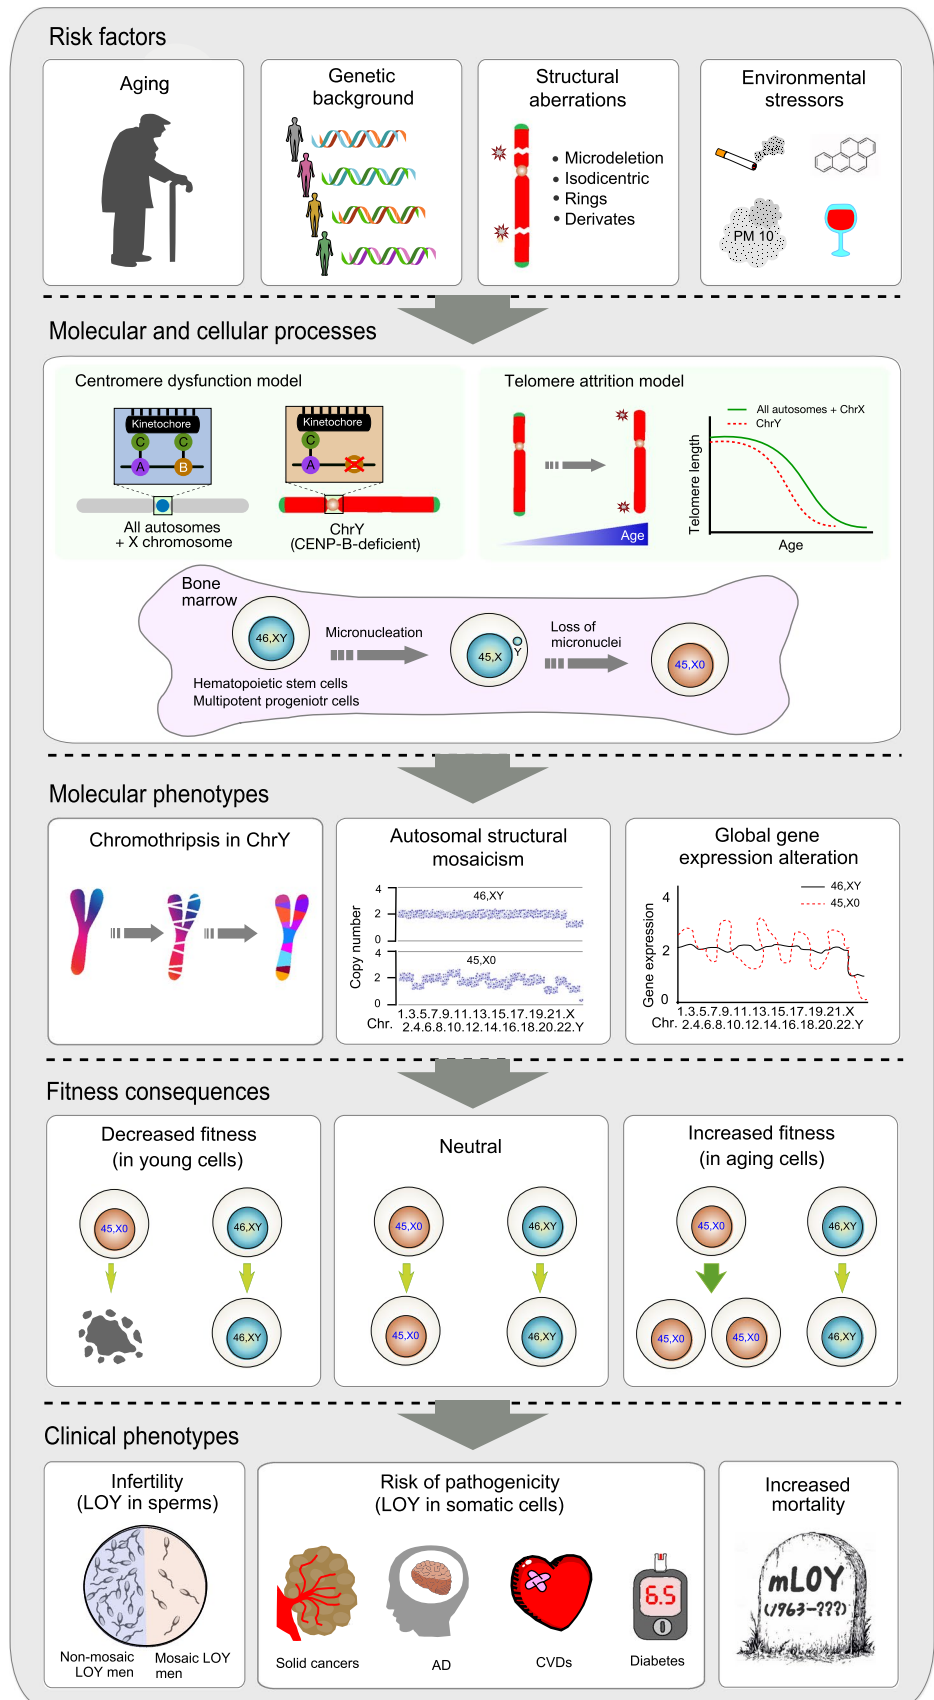 Risk factors
Aging
Genetic
background
Structural
aberrations
• Microdeletion
• Isodicentric
• Rings
• Derivates
Environmental
stressors
PM 10
Molecular and cellular processes
Centromere dysfunction model
Kinetochore
C
C
A
B
All autosomes
+ X chromosome
Kinetochore
C
A
ChrY
(CENP-B-deficient)
Telomere attrition model
Age
All autosomes + ChrX
ChrY
Telomere length
Age
Bone
marrow
46,XY
Micronucleation
45,X
Y
Loss of
micronuclei
45,X0
Hematopoietic stem cells
Multipotent progeniotr cells
Molecular phenotypes
Chromothripsis in ChrY
Autosomal structural
mosaicism
Copy number
4
46,XY
2
0
4
45,X0
2
0
1.3.5.7.9.11.13.15.17.19.21.X
Chr. 2.4.6.8.10.12.14.16.18.20.22.Y
Global gene
expression alteration
46,XY
45,X0
Gene expression
4
2
0
1.3.5.7.9.11.13.15.17.19.21.X
Chr. 2.4.6.8.10.12.14.16.18.20.22.Y
Fitness consequences
Decreased fitness
(in young cells)
45,X0
46,XY
46,XY
Neutral
45,X0
46,XY
45,X0
46,XY
Increased fitness
(in aging cells)
45,X0
46,XY
45,X0
45,X0
46,XY
Clinical phenotypes
Infertility
(LOY in sperms)
Non-mosaic
LOY men
Mosaic LOY
men
Risk of pathogenicity
(LOY in somatic cells)
Solid cancers
AD
CVDs
6.5
Diabetes
Increased
mortality
mLOY
(1963-???)